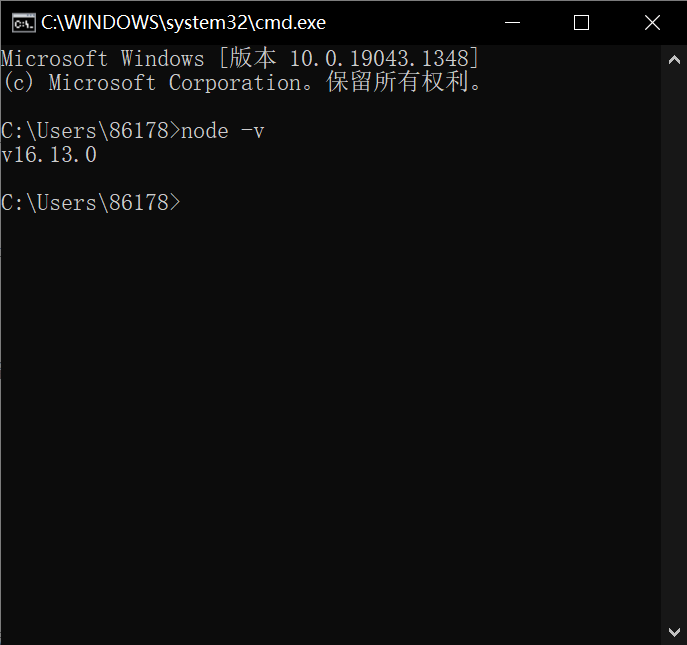 C:\WINDOWS\system32\cmd.exe
Microsoft Windows [版本 10.0.19043.1348]
(c) Microsoft Corporation。保留所有权利。
C:\Users\86178>node -v
v16.13.0
C:\Users\86178>